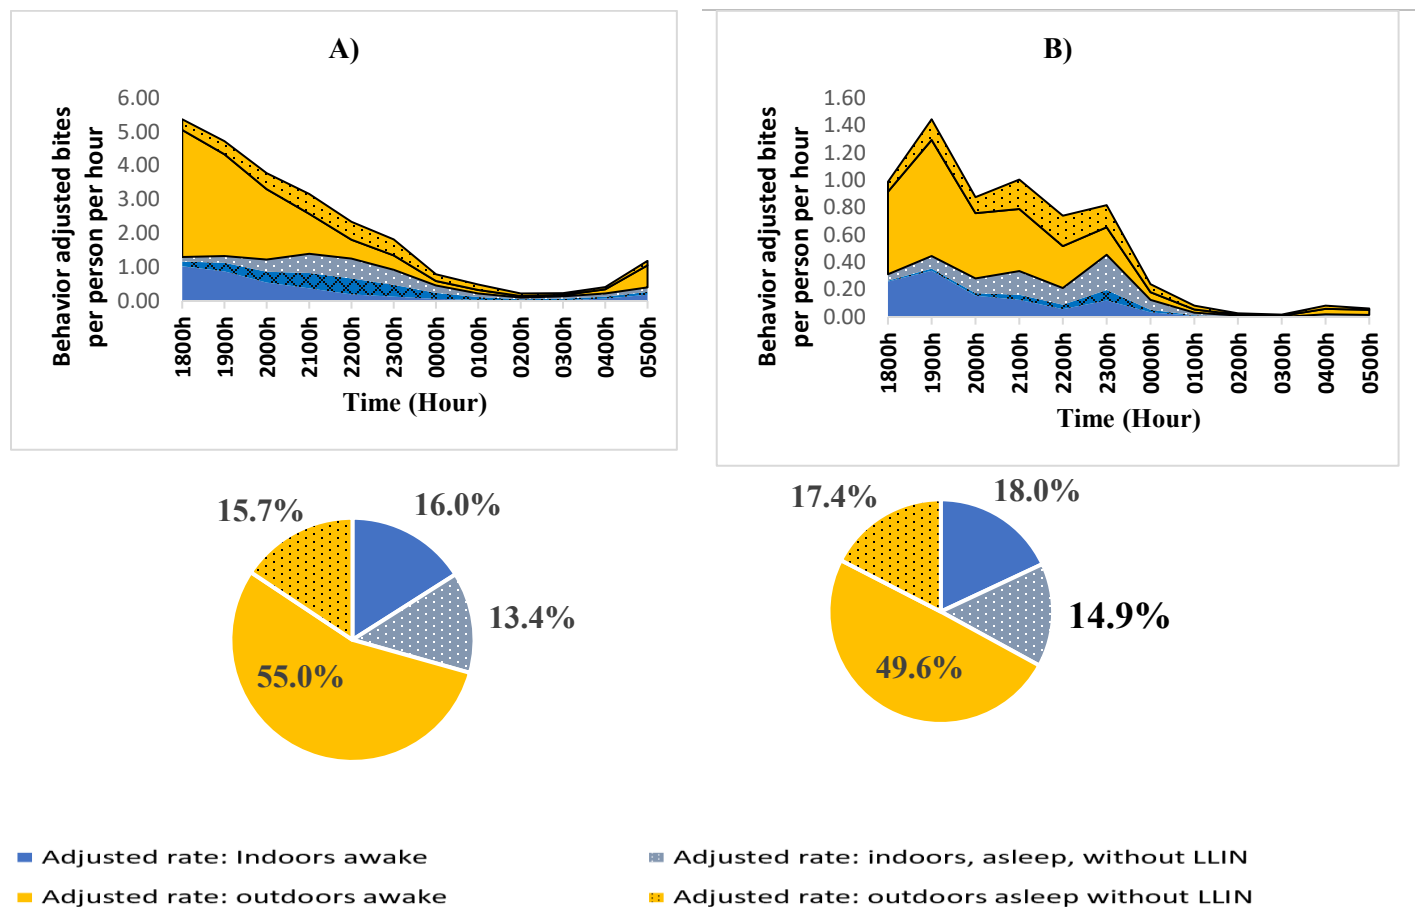 A)
Behavior adjusted bites
per person per hour
6.00
5.00
4.00
3.00
2.00
1.00
0.00
1800h
1900h
2000h
2100h
2200h
2300h
0000h
0100h
0200h
0300h
0400h
0500h
Time (Hour)
B)
Behavior adjusted bites
per person per hour
1.60
1.40
1.20
1.00
0.80
0.60
0.40
0.20
0.00
1800h
1900h
2000h
2100h
2200h
2300h
0000h
0100h
0200h
0300h
0400h
0500h
Time (Hour)
15.7%
16.0%
13.4%
55.0%
17.4%
18.0%
14.9%
49.6%
Adjusted rate: Indoors awake
Adjusted rate: indoors, asleep, without LLIN
Adjusted rate: outdoors awake
Adjusted rate: outdoors asleep without LLIN